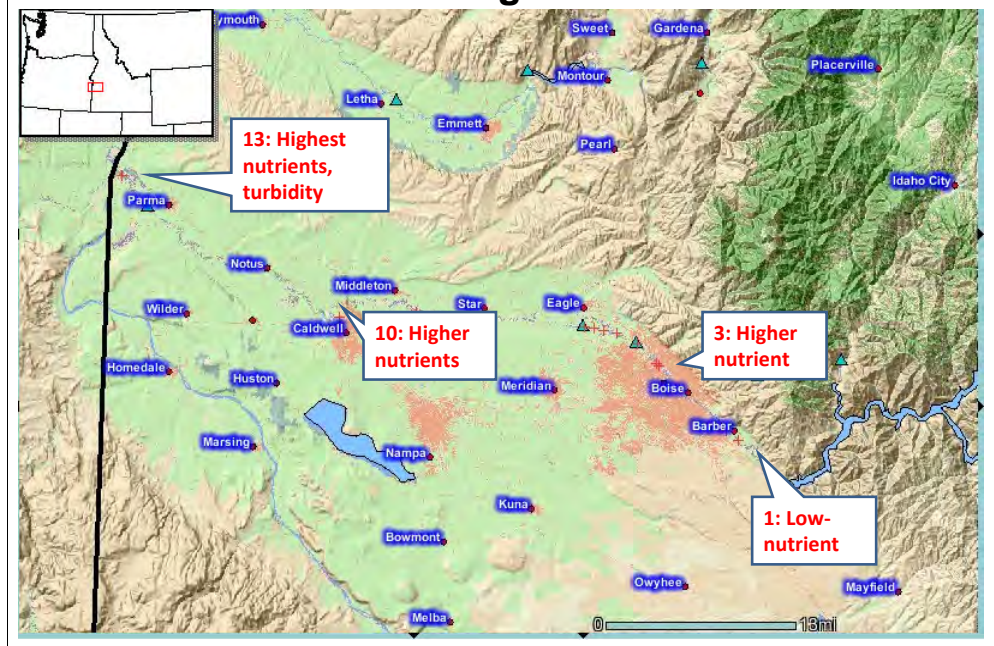 g
ymouth
Sweet
Gardena
Placerville
Montour
Letha
Emmett
13: Highest
nutrients,
turbidity
Pearl
Idaho City
Parma
Notus
Middleton
Star
Eagle
Wilder
Caldwell
10: Higher
nutrients
3: Higher
nutrient
Homedale
Huston
Meridian
Boise
Barber
Marsing
Nampa
1: Low-
nutrient
Kuna
Bowmont
Owyhee
Mayfield
Melba
0
13mi